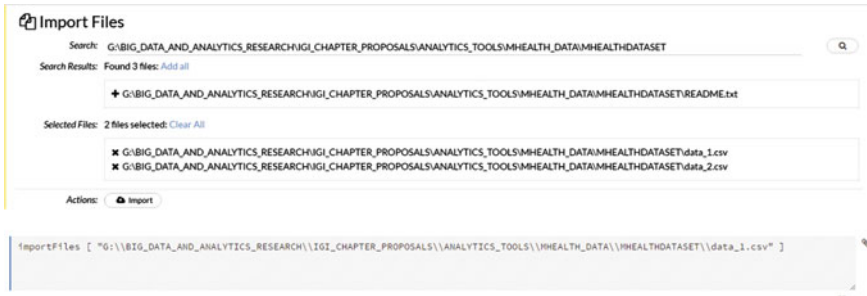 Import Files
Search: G:\BIG_DATA_AND_ANALYTICS_RESEARCH\IGI_CHAPTER_PROPOSALS\ANALYTICS_TOOLS\MHEALTH_DATA\MHEALTHDATASET
Search Results: Found 3 files: Add all
+ G:\BIG_DATA_AND_ANALYTICS_RESEARCH\IGI_CHAPTER_PROPOSALS\ANALYTICS_TOOLS\MHEALTH_DATA\MHEALTHDATASET\README.txt
Selected Files: 2 files selected: Clear All
✖ G:\BIG_DATA_AND_ANALYTICS_RESEARCH\IGI_CHAPTER_PROPOSALS\ANALYTICS_TOOLS\MHEALTH_DATA\MHEALTHDATASET\data_1.csv
✖ G:\BIG_DATA_AND_ANALYTICS_RESEARCH\IGI_CHAPTER_PROPOSALS\ANALYTICS_TOOLS\MHEALTH_DATA\MHEALTHDATASET\data_2.csv
Actions: Import
importFiles [ "G:\\BIG_DATA_AND_ANALYTICS_RESEARCH\\IGI_CHAPTER_PROPOSALS\\ANALYTICS_TOOLS\\MHEALTH_DATA\\MHEALTHDATASET\\data_1.csv" ]